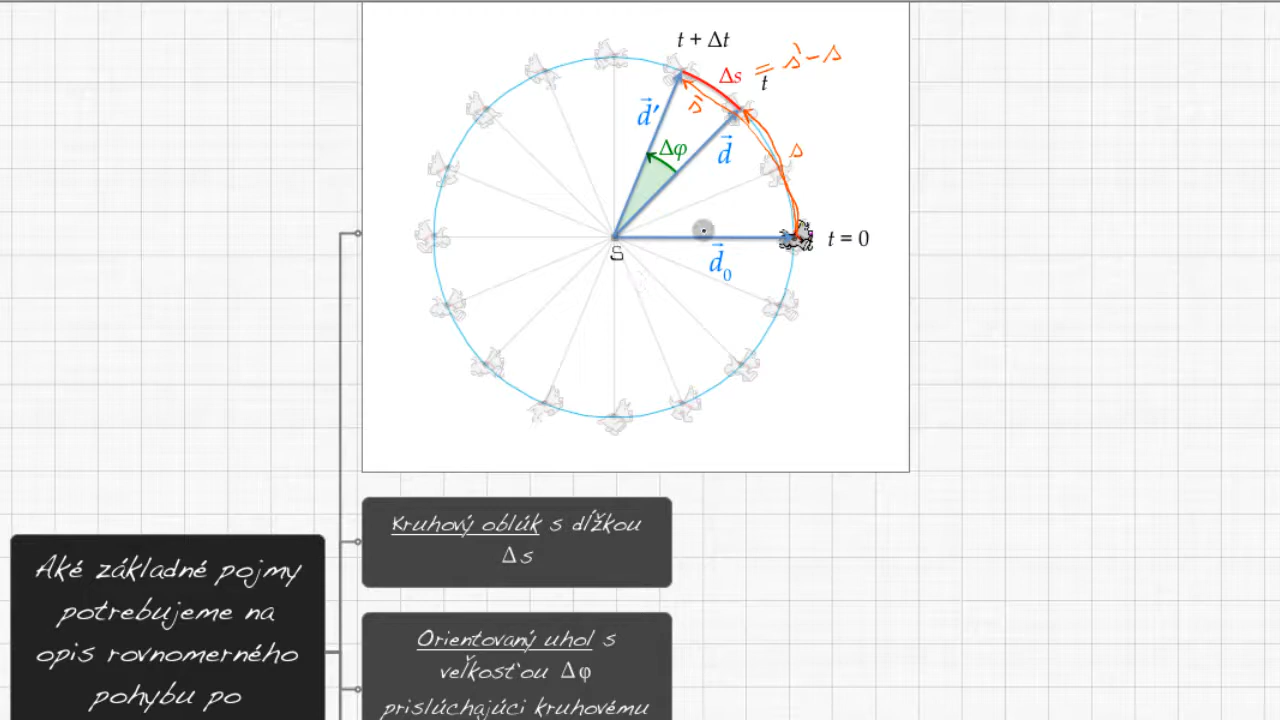 t + Δt
Δs = s' - s
t
d⃗'
s̄
Δφ
d⃗
s
t = 0
S
d⃗₀
Kruhový oblúk s dĺžkou
Δs
Aké základné pojmy
potrebujeme na
opis rovnomerného
pohybu po
Orientovaný uhol s
veľkosťou Δφ
prislúchajúci kruhovému